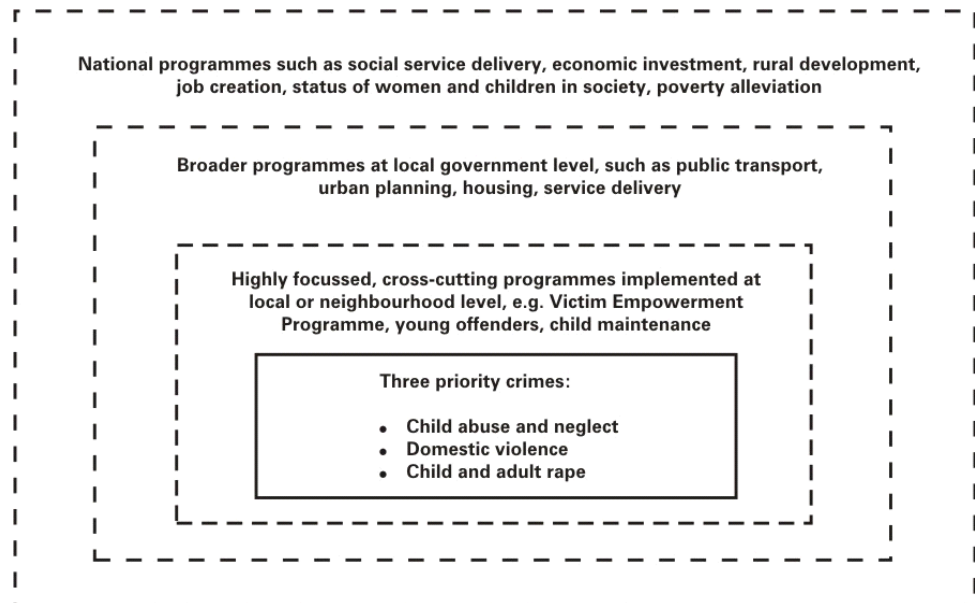 National programmes such as social service delivery, economic investment, rural development,
job creation, status of women and children in society, poverty alleviation
Broader programmes at local government level, such as public transport,
urban planning, housing, service delivery
Highly focussed, cross-cutting programmes implemented at
local or neighbourhood level, e.g. Victim Empowerment
Programme, young offenders, child maintenance
Three priority crimes:
• Child abuse and neglect
• Domestic violence
• Child and adult rape